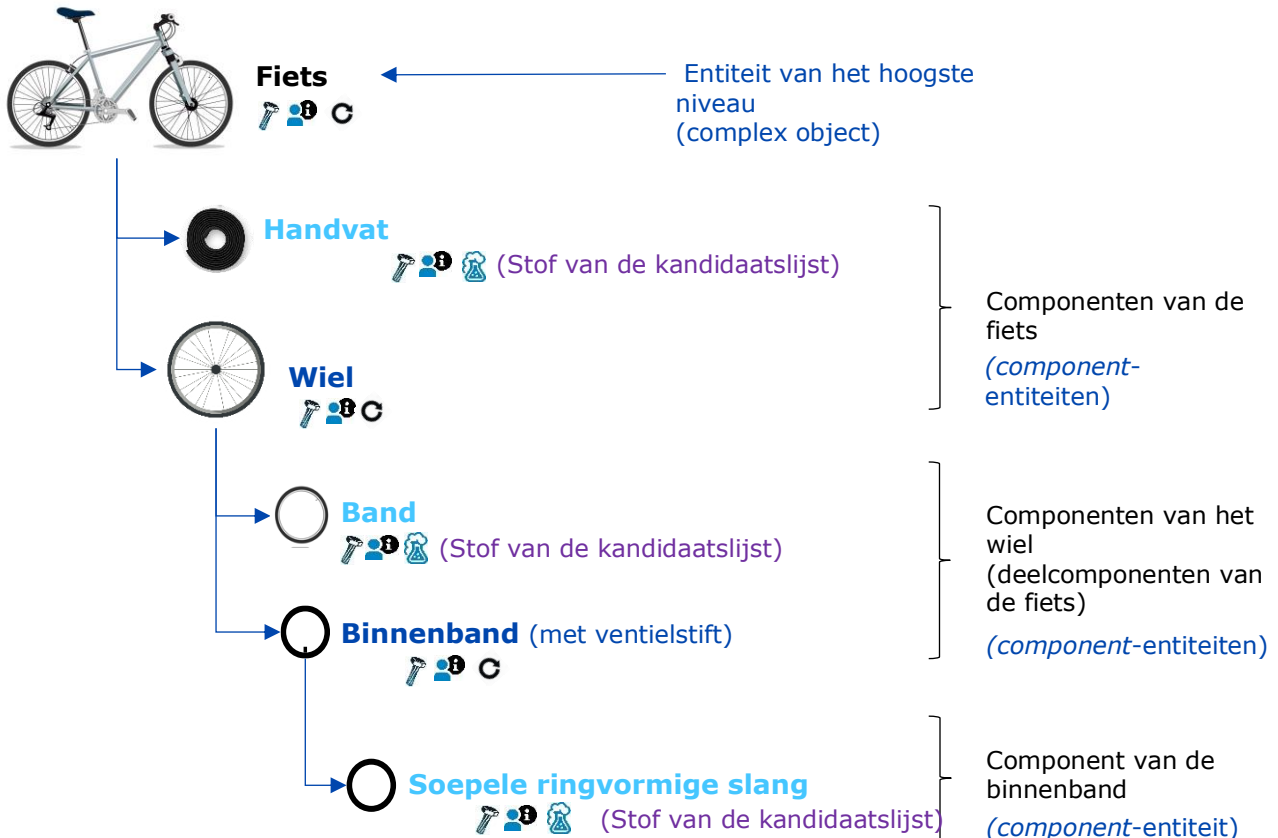 Fiets
Entiteit van het hoogste
niveau
(complex object)
Handvat
(Stof van de kandidaatslijst)
Wiel
Componenten van de
fiets
(component-
entiteiten)
Band
(Stof van de kandidaatslijst)
Binnenband (met ventielstift)
Componenten van het
wiel
(deelcomponenten van
de fiets)
(component-entiteiten)
Soepele ringvormige slang
(Stof van de kandidaatslijst)
Component van de
binnenband
(component-entiteit)